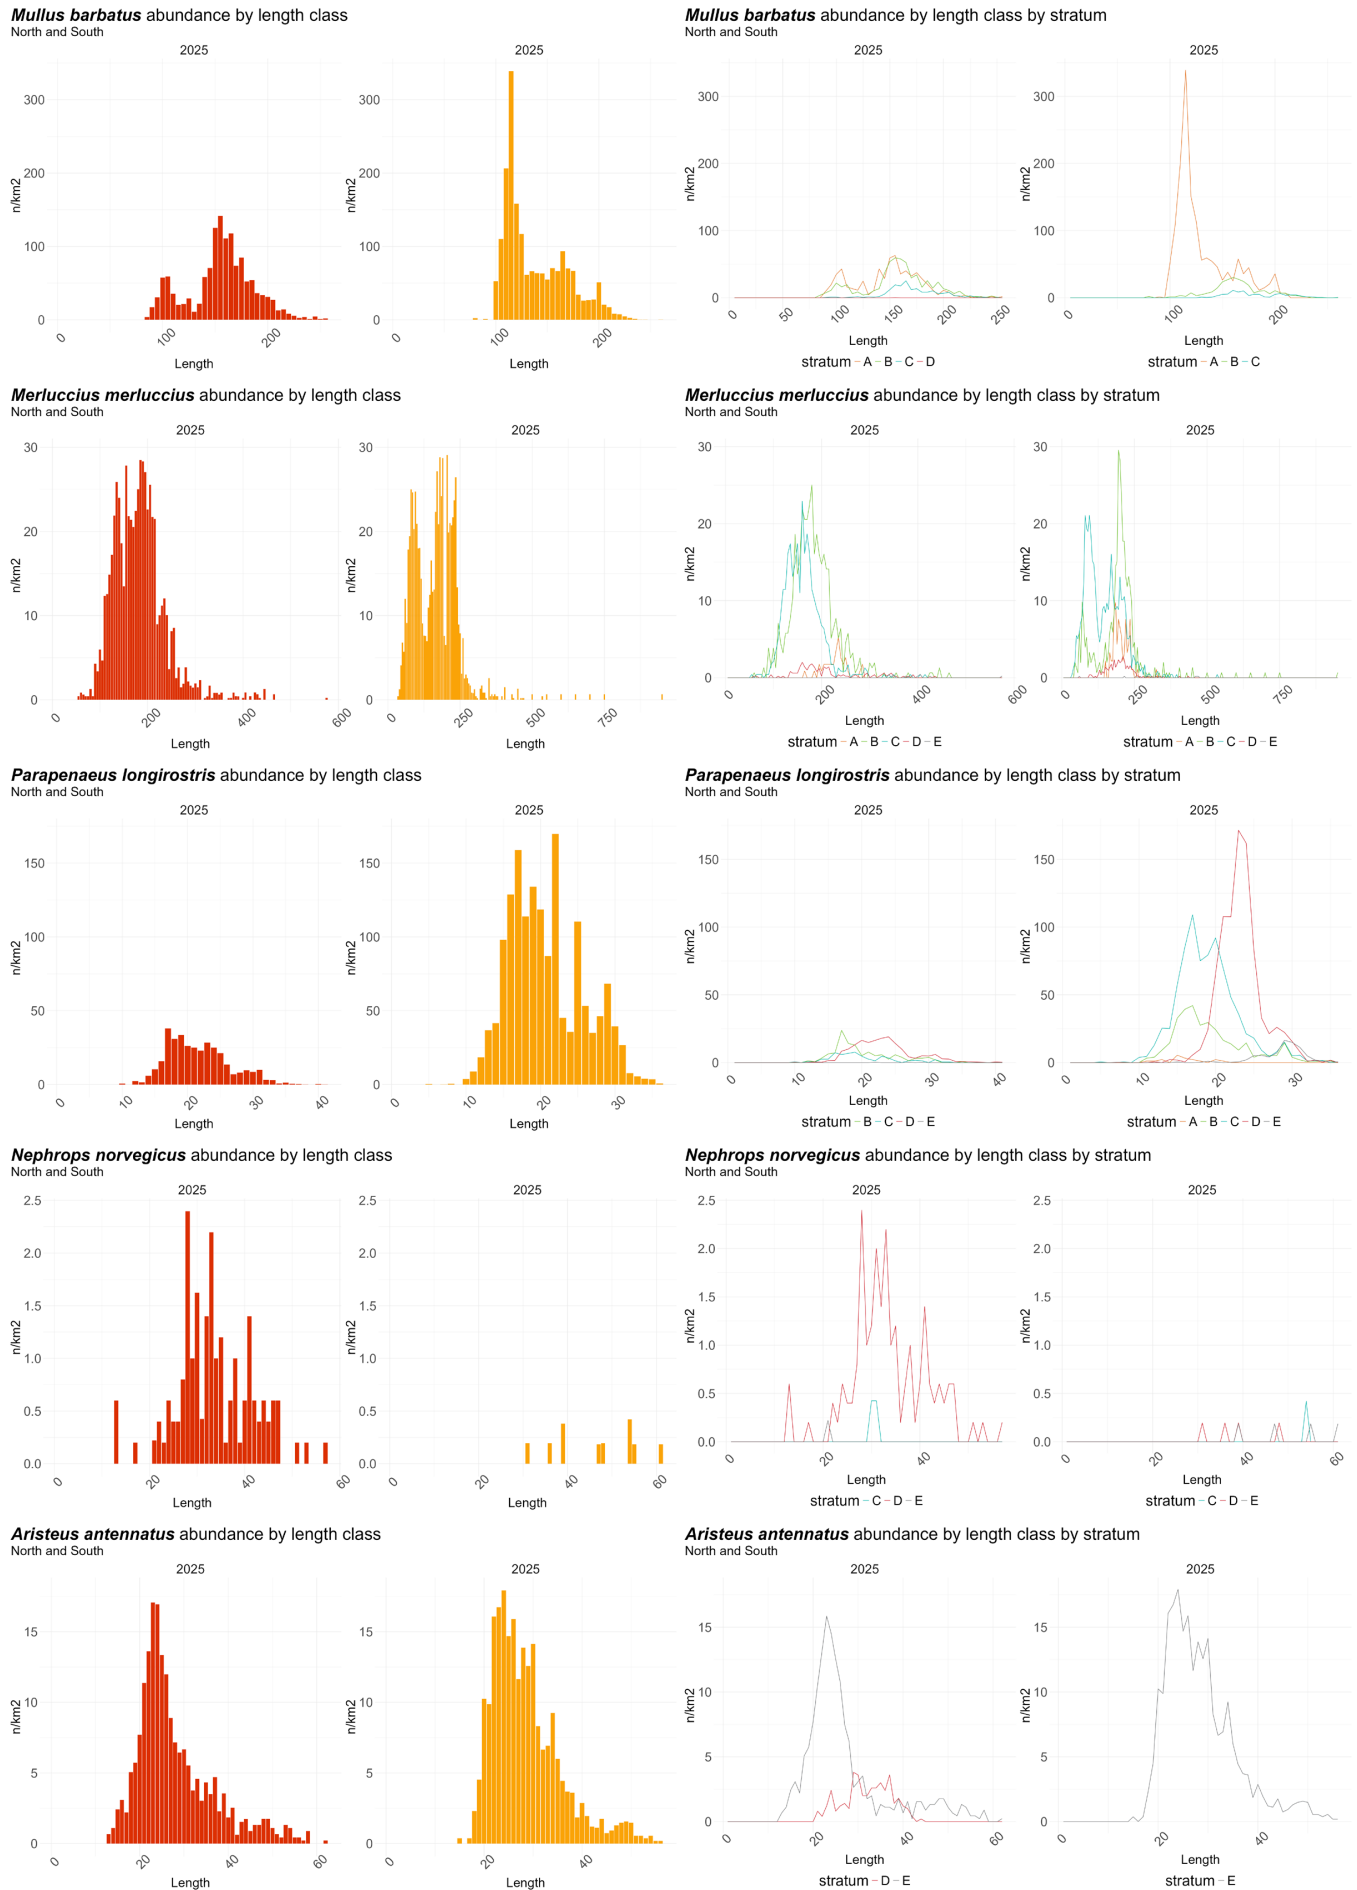 Mullus barbatus abundance by length class
North and South
2025
2025
n/km2
300
200
100
0
0
100
200
Length
n/km2
300
200
100
0
0
100
200
Mullus barbatus abundance by length class by stratum
North and South
2025
2025
n/km2
300
200
100
0
0
50
100
150
200
250
Length
stratum A B C D
n/km2
300
200
100
0
0
100
200
Length
stratum A B C
Merluccius merluccius abundance by length class
North and South
2025
2025
n/km2
30
20
10
0
0
200
400
600
Length
n/km2
30
20
10
0
0
250
500
750
Length
Merluccius merluccius abundance by length class by stratum
North and South
2025
2025
n/km2
30
20
10
0
0
200
400
600
Length
stratum A B C D E
n/km2
30
20
10
0
0
250
500
750
Length
stratum A B C D E
Parapenaeus longirostris abundance by length class
North and South
2025
2025
n/km2
150
100
50
0
0
10
20
30
40
Length
n/km2
150
100
50
0
0
10
20
30
Length
Parapenaeus longirostris abundance by length class by stratum
North and South
2025
2025
n/km2
150
100
50
0
0
10
20
30
40
Length
stratum B C D E
n/km2
150
100
50
0
0
10
20
30
Length
stratum A B C D E
Nephrops norvegicus abundance by length class
North and South
2025
2025
n/km2
2.5
2.0
1.5
1.0
0.5
0.0
0
20
40
60
Length
n/km2
2.5
2.0
1.5
1.0
0.5
0.0
0
20
40
60
Length
Nephrops norvegicus abundance by length class by stratum
North and South
2025
2025
n/km2
2.5
2.0
1.5
1.0
0.5
0.0
0
20
40
Length
stratum C D E
n/km2
2.5
2.0
1.5
1.0
0.5
0.0
0
20
40
60
Length
stratum C D E
Aristeus antennatus abundance by length class
North and South
2025
2025
n/km2
15
10
5
0
0
20
40
60
Length
n/km2
15
10
5
0
0
20
40
Length
Aristeus antennatus abundance by length class by stratum
North and South
2025
2025
n/km2
15
10
5
0
0
20
40
60
Length
stratum D E
n/km2
15
10
5
0
0
20
40
Length
stratum E